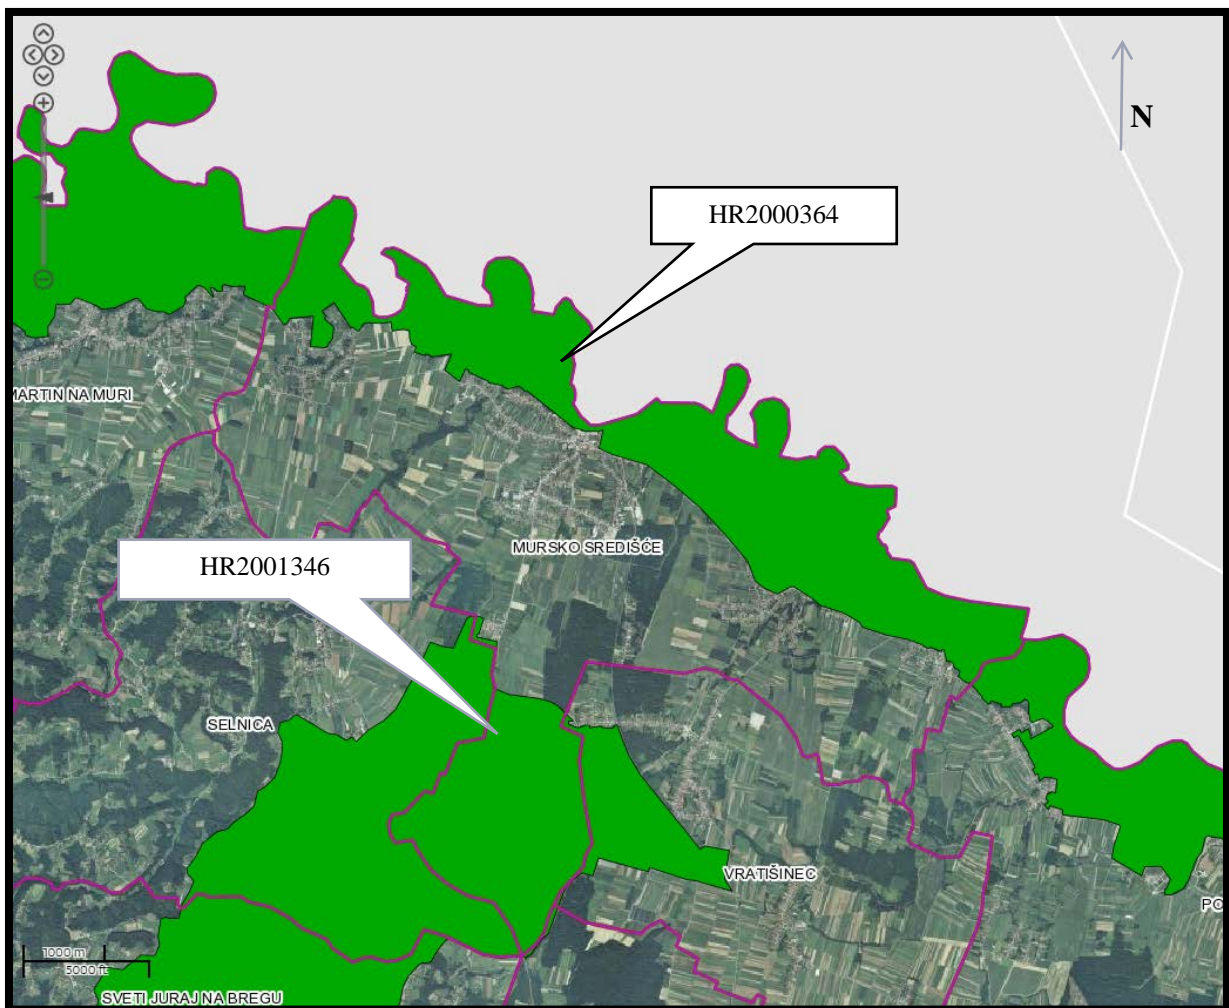 N
HR2000364
MARTIN NA MURI
MURSKO SREDIŠĆE
HR2001346
SELNICA
VRATIŠINEC
PO
1000 m
5000 ft
SVETI JURAJ NA BREGU